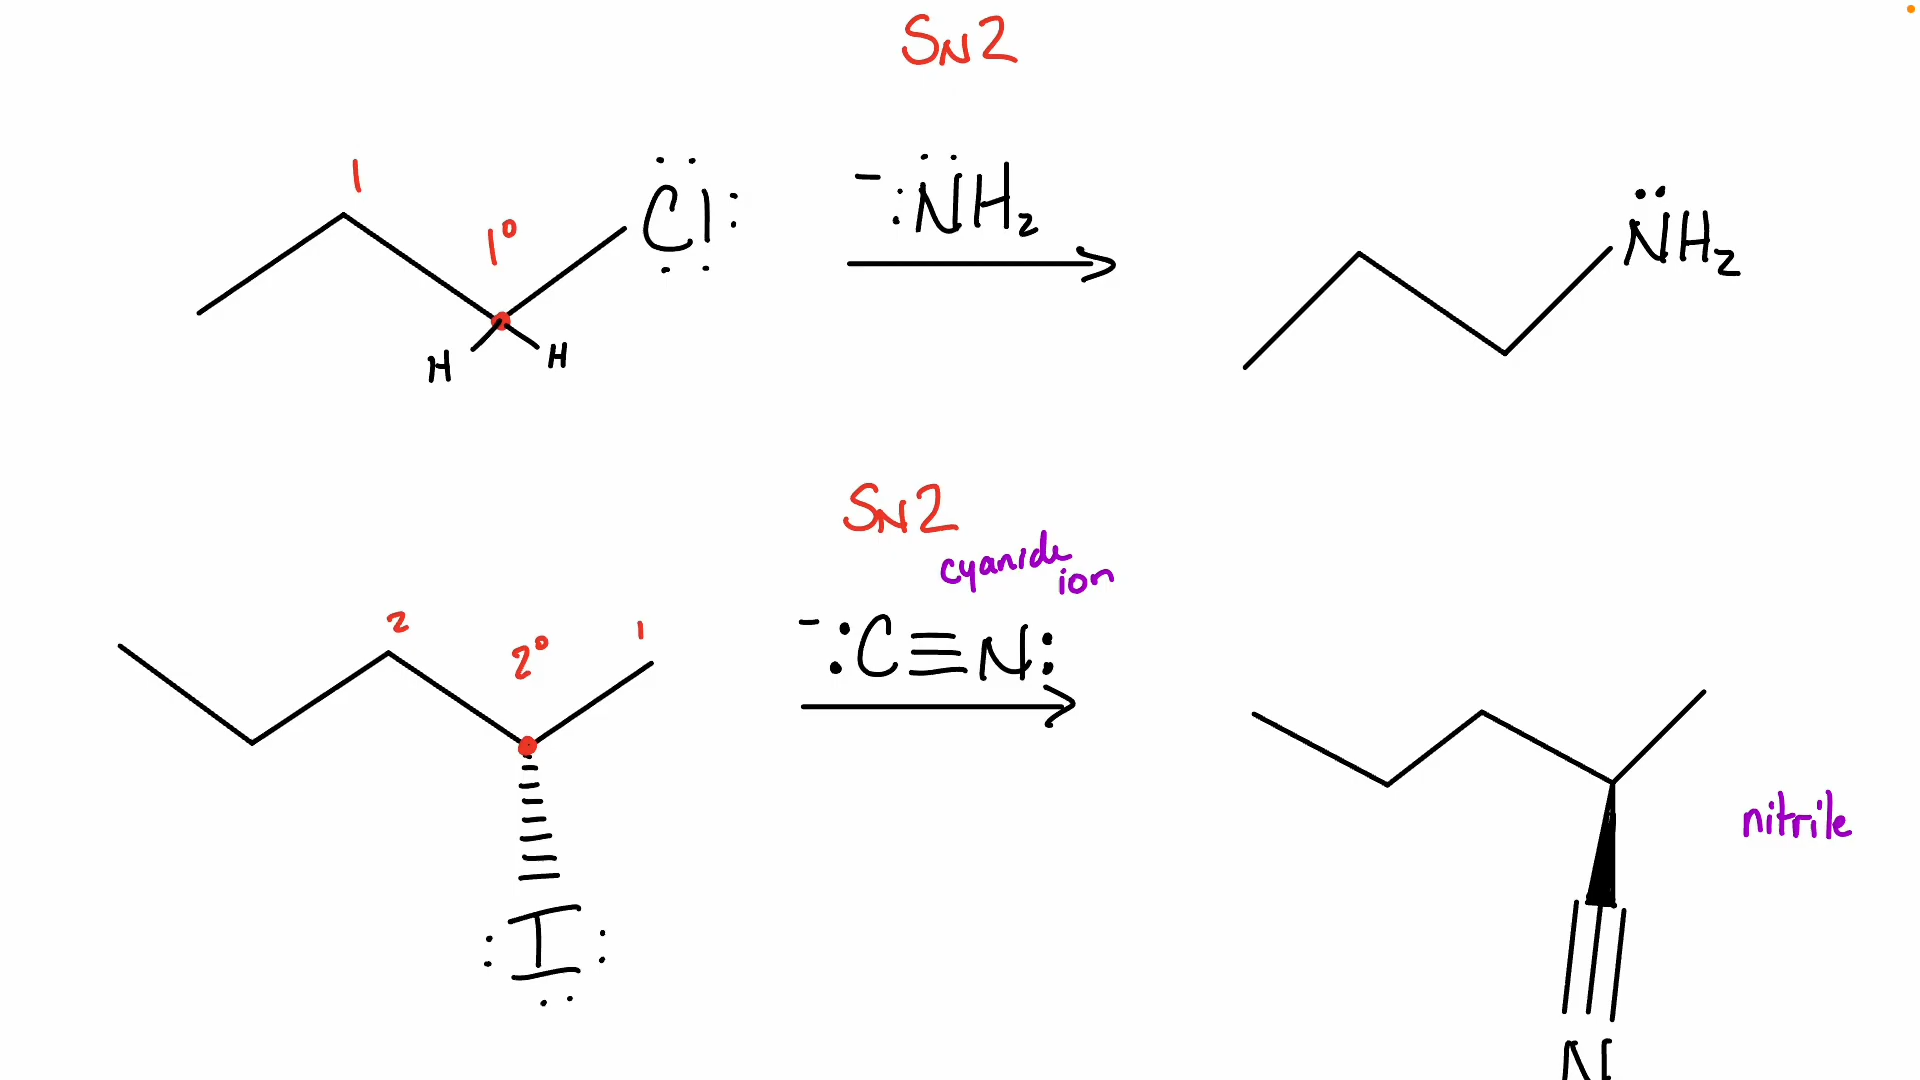 SN2
1
1°
:Cl:
H
H
⁻:NH₂
NH₂
SN2
cyanide ion
⁻:C≡N:
2
2°
1
:I:
nitrile
N